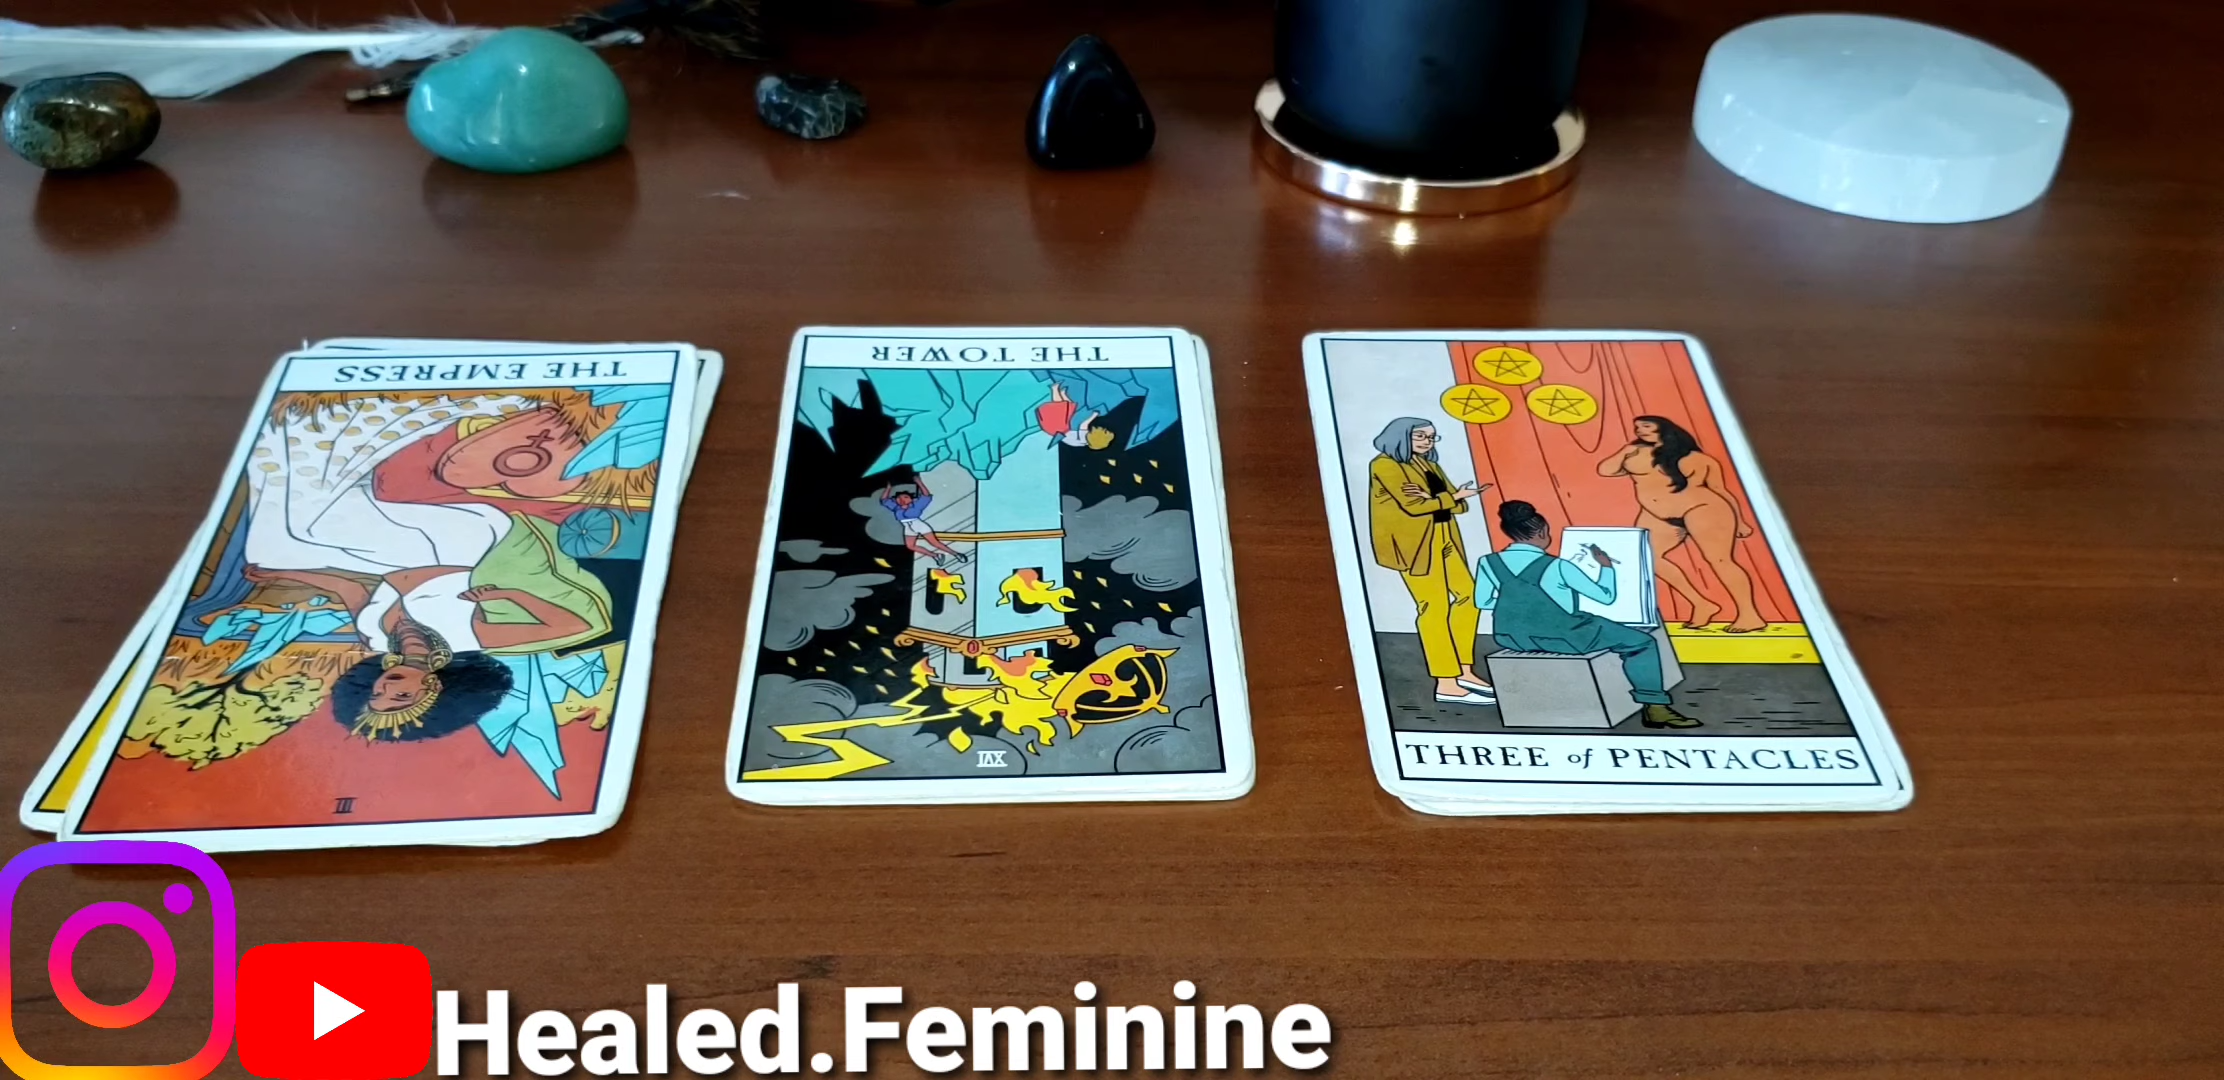 THE EMPRESS
III
THE TOWER
XVI
THREE of PENTACLES
Healed.Feminine